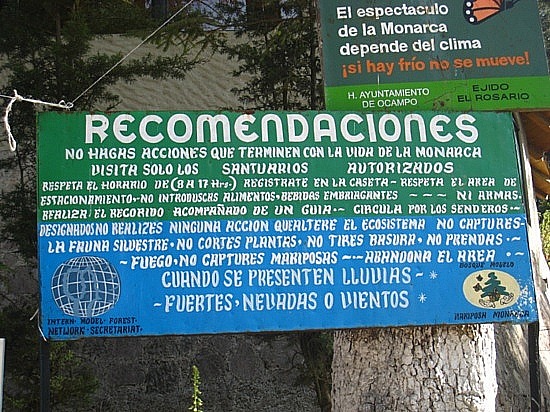 El espectaculo
de la Monarca
depende del clima
¡si hay frío no se mueve!
H. AYUNTAMIENTO
DE OCAMPO
EJIDO
EL ROSARIO
RECOMENDACIONES
NO HAGAS ACCIONES QUE TERMINEN CON LA VIDA DE LA MONARCA
VISITA SOLO LOS SANTUARIOS AUTORIZADOS
RESPETA EL HORARIO DE (8 A 17 Hrs.) REGISTRATE EN LA CASETA - RESPETA EL AREA DE
ESTACIONAMIENTO - NO INTRODUSCAS ALIMENTOS, BEBIDAS EMBRIAGANTES ~ ~ ~ NI ARMAS
REALIZA EL RECORIDO ACOMPAÑADO DE UN GUIA - CIRCULA POR LOS SENDEROS -
DESIGNADOS NO REALIZES NINGUNA ACCION QUE ALTERE EL ECOSISTEMA NO CAPTURES -
LA FAUNA SILVESTRE - NO CORTES PLANTAS, NO TIRES BASURA, NO PRENDAS - ~
~ FUEGO, NO CAPTURES MARIPOSAS ~ - ABANDONA EL AREA ~
CUANDO SE PRESENTEN LLUVIAS -
~ FUERTES, NEVADAS O VIENTOS *
INTERN. MODEL FOREST
NETWORK - SECRETARIAT.
BOSQUE MODELO
MARIPOSA MONARCA